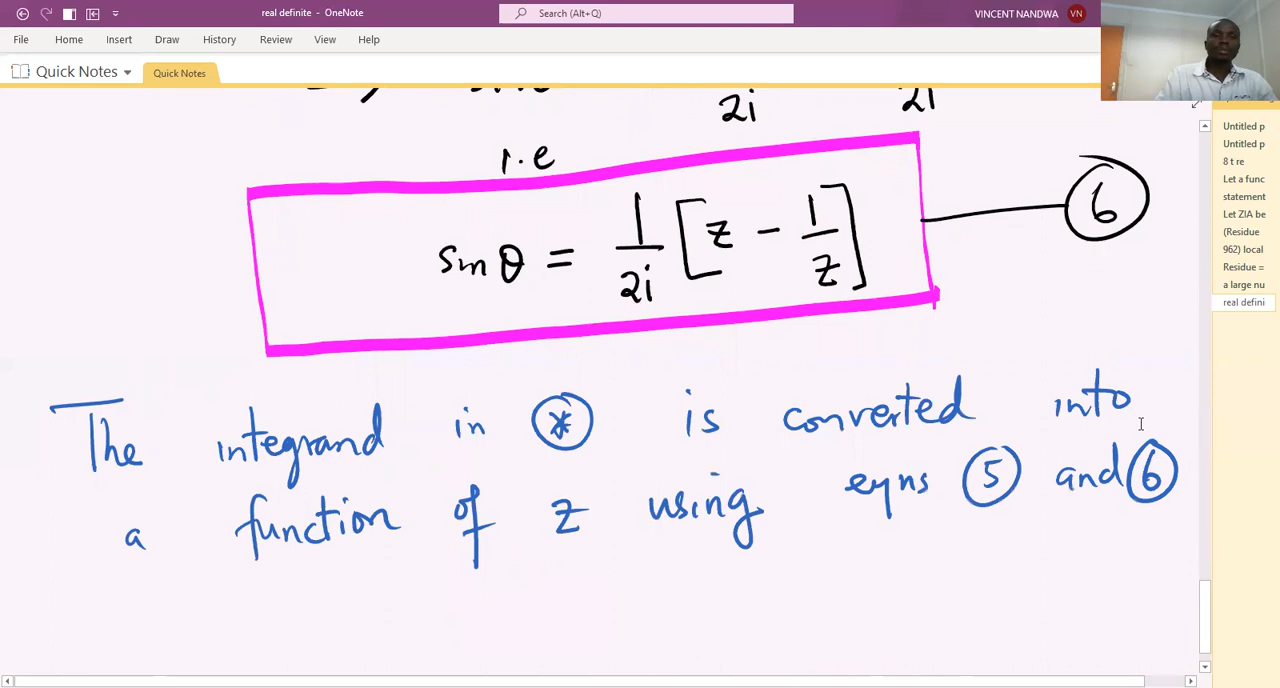 real definite - OneNote
Search (Alt+Q)
VINCENT NANDWA VN
File Home Insert Draw History Review View Help
Quick Notes
Quick Notes
2i 2i
i.e
sin θ = 1/2i [z - 1/z] 6
The integrand in * is converted into
a function of z using eqns 5 and 6
Untitled p
Untitled p
8 t re
Let a func
statement
Let ZIA be
(Residue
962) local
Residue =
a large nu
real defini